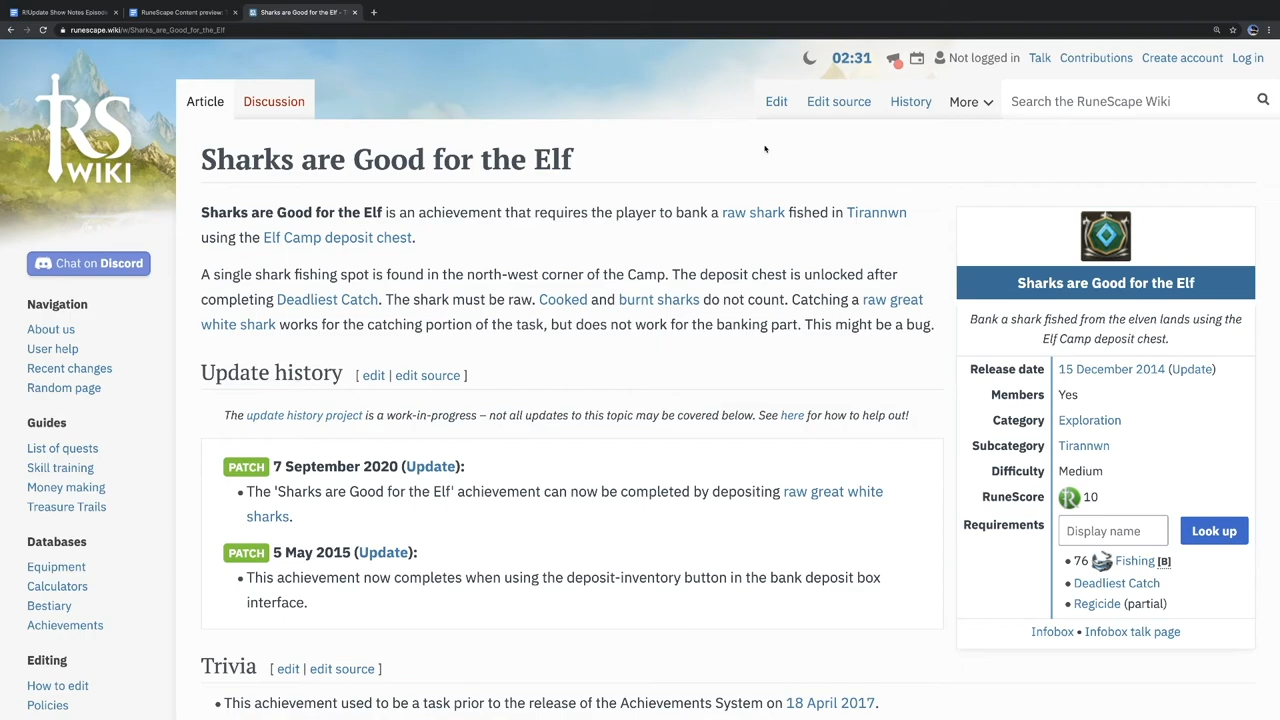 R!Update Show Notes Episod
RuneScape Content preview: T
Sharks are Good for the Elf - T
runescape.wiki/w/Sharks_are_Good_for_the_Elf
02:31
Not logged in
Talk
Contributions
Create account
Log in
RS
WIKI
Article
Discussion
Edit
Edit source
History
More
Search the RuneScape Wiki
Sharks are Good for the Elf
Sharks are Good for the Elf is an achievement that requires the player to bank a raw shark fished in Tirannwn
using the Elf Camp deposit chest.
A single shark fishing spot is found in the north-west corner of the Camp. The deposit chest is unlocked after
completing Deadliest Catch. The shark must be raw. Cooked and burnt sharks do not count. Catching a raw great
white shark works for the catching portion of the task, but does not work for the banking part. This might be a bug.
Update history [ edit | edit source ]
The update history project is a work-in-progress – not all updates to this topic may be covered below. See here for how to help out!
PATCH 7 September 2020 (Update):
• The 'Sharks are Good for the Elf' achievement can now be completed by depositing raw great white
sharks.
PATCH 5 May 2015 (Update):
• This achievement now completes when using the deposit-inventory button in the bank deposit box
interface.
Trivia [ edit | edit source ]
• This achievement used to be a task prior to the release of the Achievements System on 18 April 2017.
Sharks are Good for the Elf
Bank a shark fished from the elven lands using the
Elf Camp deposit chest.
Release date 15 December 2014 (Update)
Members Yes
Category Exploration
Subcategory Tirannwn
Difficulty Medium
RuneScore 10
Requirements Display name Look up
• 76 Fishing [B]
• Deadliest Catch
• Regicide (partial)
Infobox • Infobox talk page
Chat on Discord
Navigation
About us
User help
Recent changes
Random page
Guides
List of quests
Skill training
Money making
Treasure Trails
Databases
Equipment
Calculators
Bestiary
Achievements
Editing
How to edit
Policies